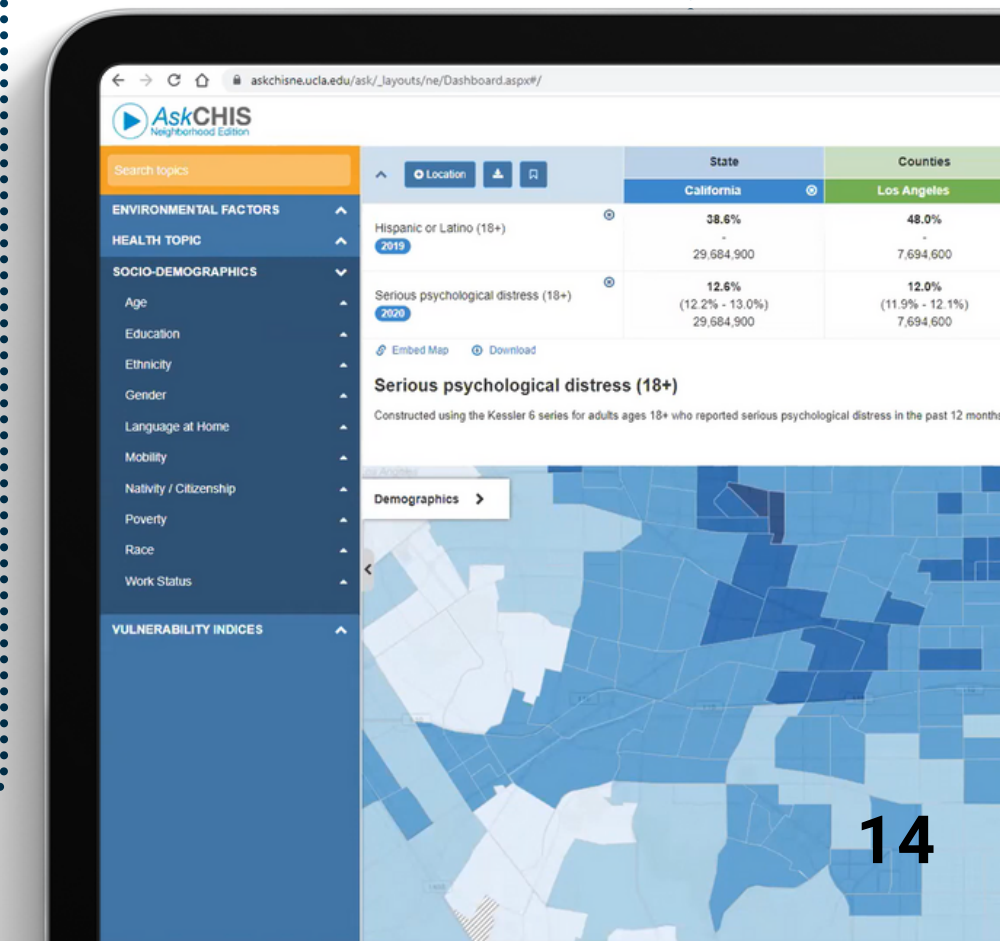 askchisne.ucla.edu/ask/_layouts/ne/Dashboard.aspx#/
AskCHIS
Neighborhood Edition
Search topics
ENVIRONMENTAL FACTORS
HEALTH TOPIC
SOCIO-DEMOGRAPHICS
Age
Education
Ethnicity
Gender
Language at Home
Mobility
Nativity / Citizenship
Poverty
Race
Work Status
VULNERABILITY INDICES
Location
State
Counties
California
Los Angeles
Hispanic or Latino (18+)
2019
38.6%
-
29,684,900
48.0%
-
7,694,600
Serious psychological distress (18+)
2020
12.6%
(12.2% - 13.0%)
29,684,900
12.0%
(11.9% - 12.1%)
7,694,600
Embed Map
Download
Serious psychological distress (18+)
Constructed using the Kessler 6 series for adults ages 18+ who reported serious psychological distress in the past 12 months
Demographics
14